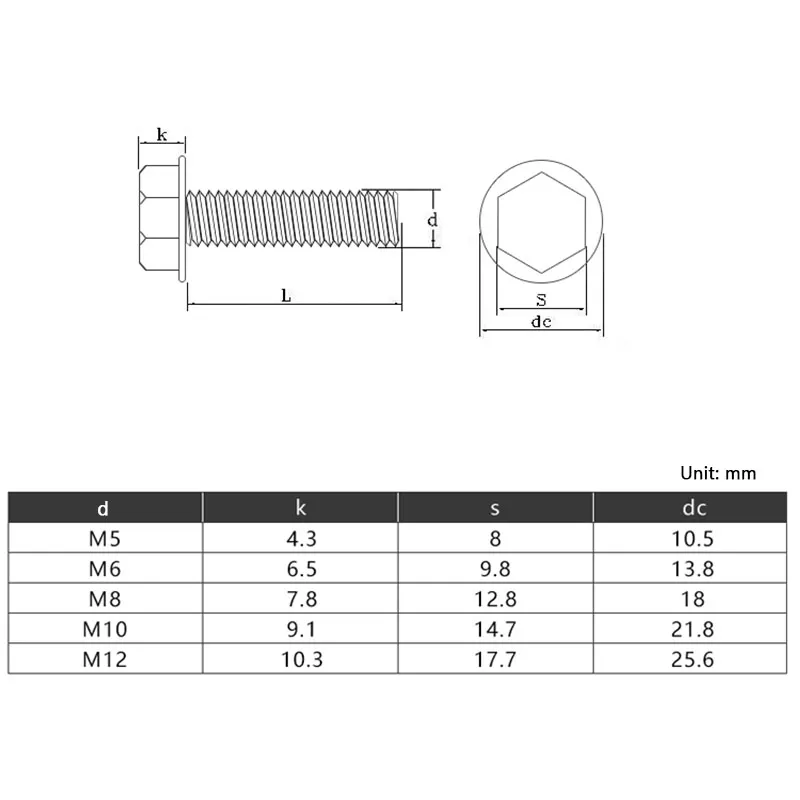 k
d
L
S
dc
Unit: mm
d k s dc
M5 4.3 8 10.5
M6 6.5 9.8 13.8
M8 7.8 12.8 18
M10 9.1 14.7 21.8
M12 10.3 17.7 25.6